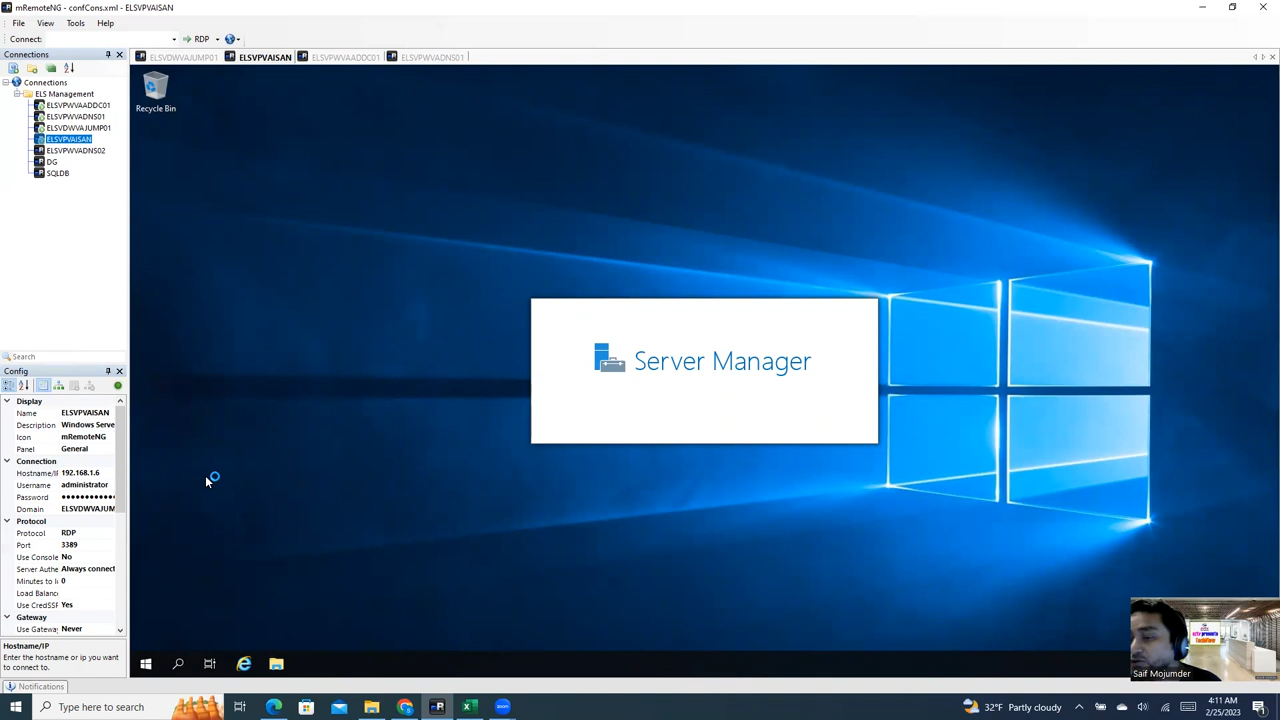 mRemoteNG - confCons.xml - ELSVPVAISAN
File View Tools Help
Connect: RDP
Connections
ELSVDWVAJUMP01 ELSVPVAISAN ELSVPWVAADDC01 ELSVPWVADNS01
Connections
ELS Management
ELSVPWVAADDC01
ELSVPWVADNS01
ELSVDWVAJUMP01
ELSVPVAISAN
ELSVPWVADNS02
DG
SQLDB
Recycle Bin
Server Manager
Search
Config
Display
Name ELSVPVAISAN
Description Windows Serve
Icon mRemoteNG
Panel General
Connection
Hostname/IP 192.168.1.6
Username administrator
Password ●●●●●●●●●●●●
Domain ELSVDWVAJUM
Protocol
Protocol RDP
Port 3389
Use Console No
Server Authe Always connect
Minutes to Ic 0
Load Balance
Use CredSSP Yes
Gateway
Use Gateway Never
Hostname/IP
Enter the hostname or ip you want
to connect to.
Notifications
Saif Mojumder
Type here to search
32°F Partly cloudy
4:11 AM
2/25/2023